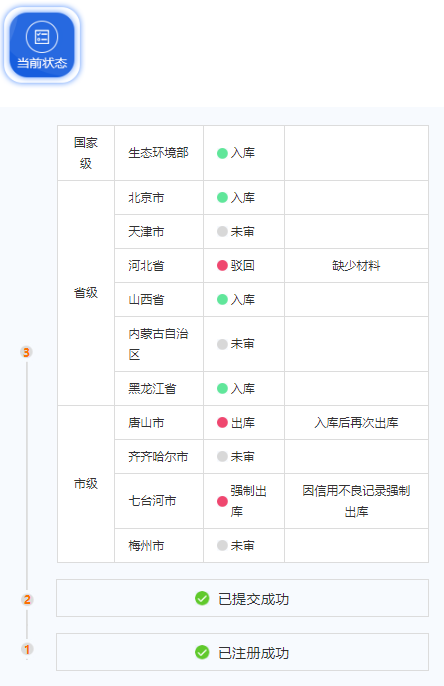 当前状态
国家级
生态环境部 入库
省级
北京市 入库
天津市 未审
河北省 驳回 缺少材料
山西省 入库
内蒙古自治
区
未审
黑龙江省 入库
3
市级
唐山市 出库 入库后再次出库
齐齐哈尔市 未审
七台河市
强制出
库
因信用不良记录强制
出库
梅州市 未审
2
已提交成功
1
已注册成功